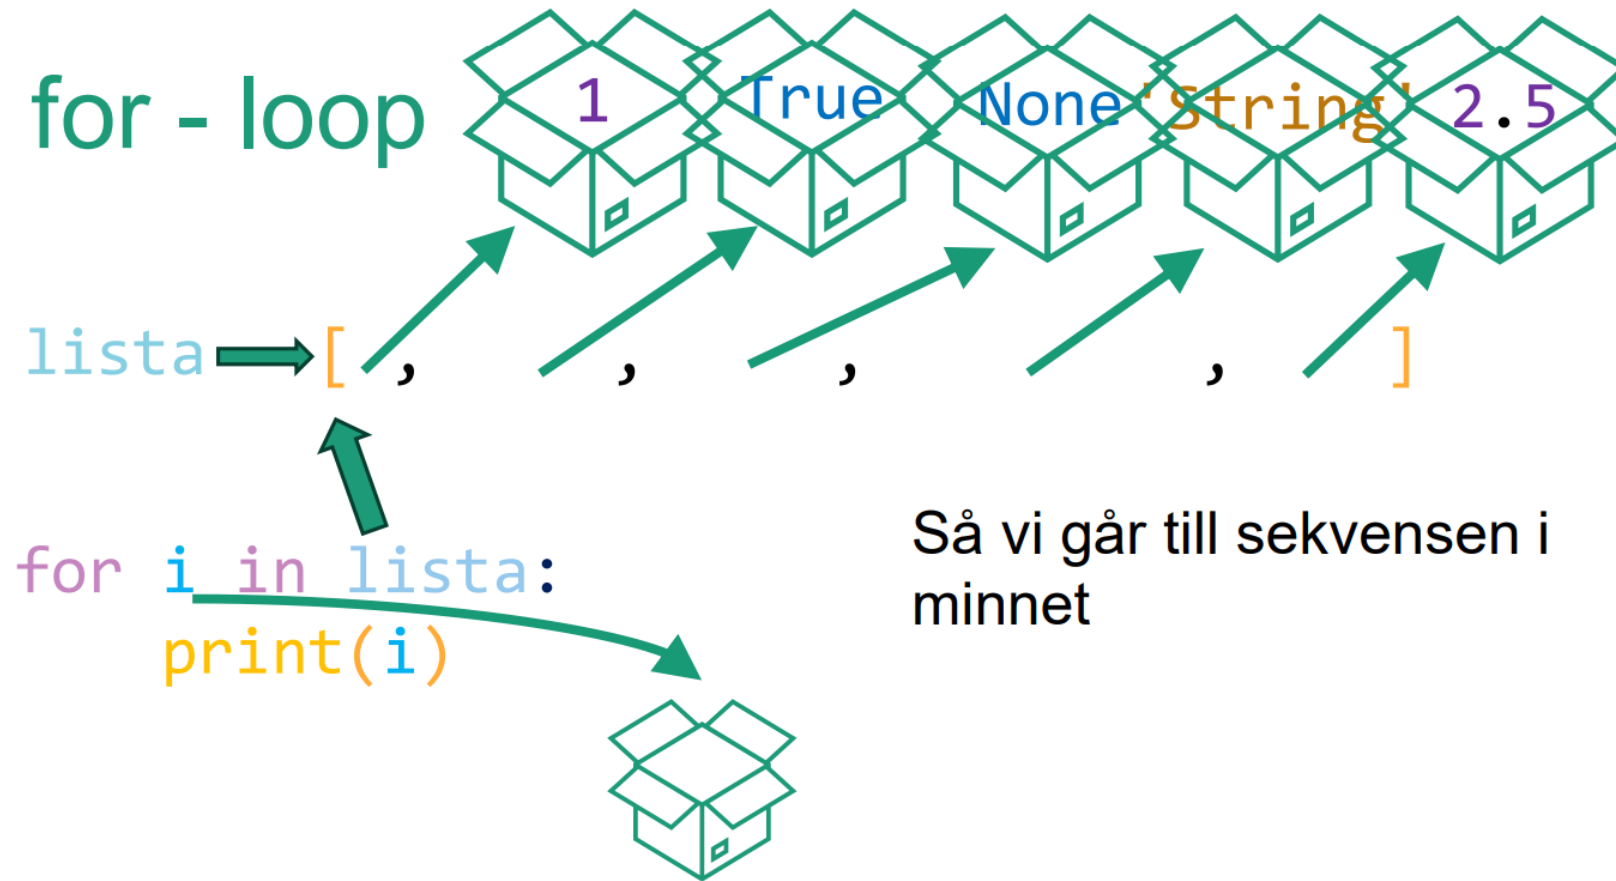 for - loop
1 True None 'String' 2.5
lista [ , , , , ]
for i in lista:
print(i)
Så vi går till sekvensen i
minnet